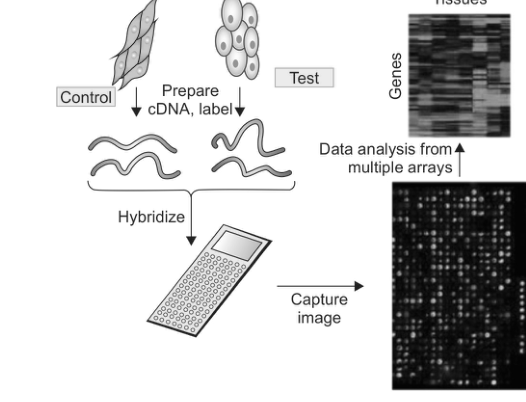 Tissues
Control
Prepare
cDNA, label
Test
Genes
Data analysis from
multiple arrays
Hybridize
Capture
image